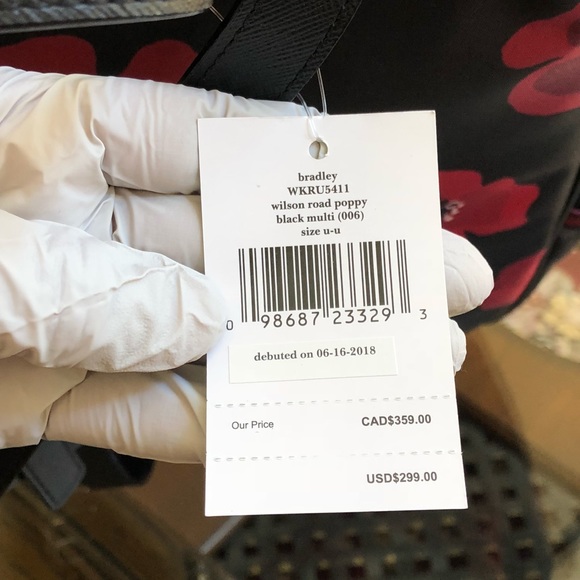 bradley
WKRU5411
wilson road poppy
black multi (006)
size u-u
0 98687 23329 3
debuted on 06-16-2018
Our Price CAD$359.00
USD$299.00